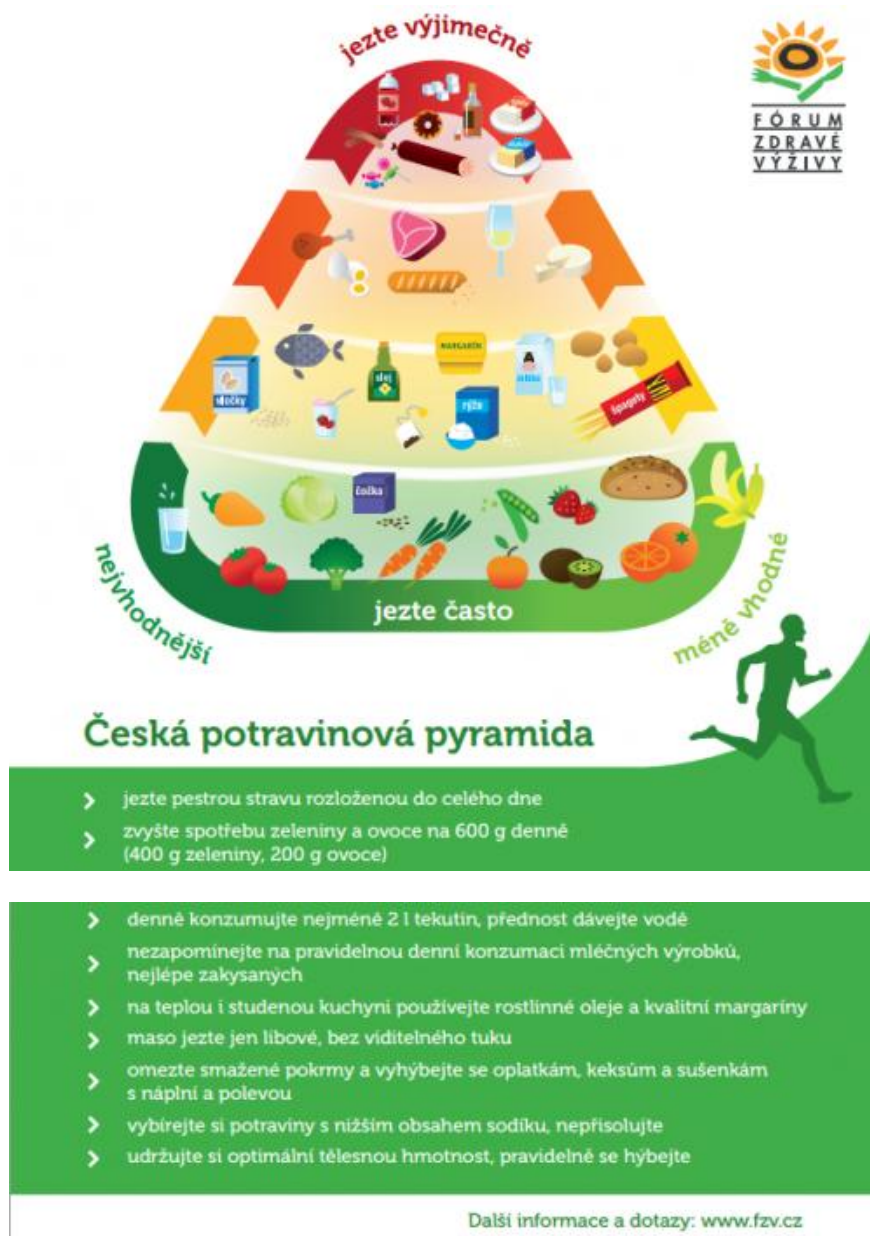 jezte výjimečně
FÓRUM
ZDRAVÉ
VÝŽIVY
MARGARÍN
olej
vločky
rýže
špagety
čočka
nejvhodnější
jezte často
méně vhodné
Česká potravinová pyramida
jezte pestrou stravu rozloženou do celého dne
zvyšte spotřebu zeleniny a ovoce na 600 g denně
(400 g zeleniny, 200 g ovoce)
denně konzumujte nejméně 2 l tekutin, přednost dávejte vodě
nezapomínejte na pravidelnou denní konzumaci mléčných výrobků,
nejlépe zakysaných
na teplou i studenou kuchyni používejte rostlinné oleje a kvalitní margaríny
maso jezte jen libové, bez viditelného tuku
omezte smažené pokrmy a vyhýbejte se oplatkám, keksům a sušenkám
s náplní a polevou
vybírejte si potraviny s nižším obsahem sodíku, nepřisolujte
udržujte si optimální tělesnou hmotnost, pravidelně se hýbejte
Další informace a dotazy: www.fzv.cz